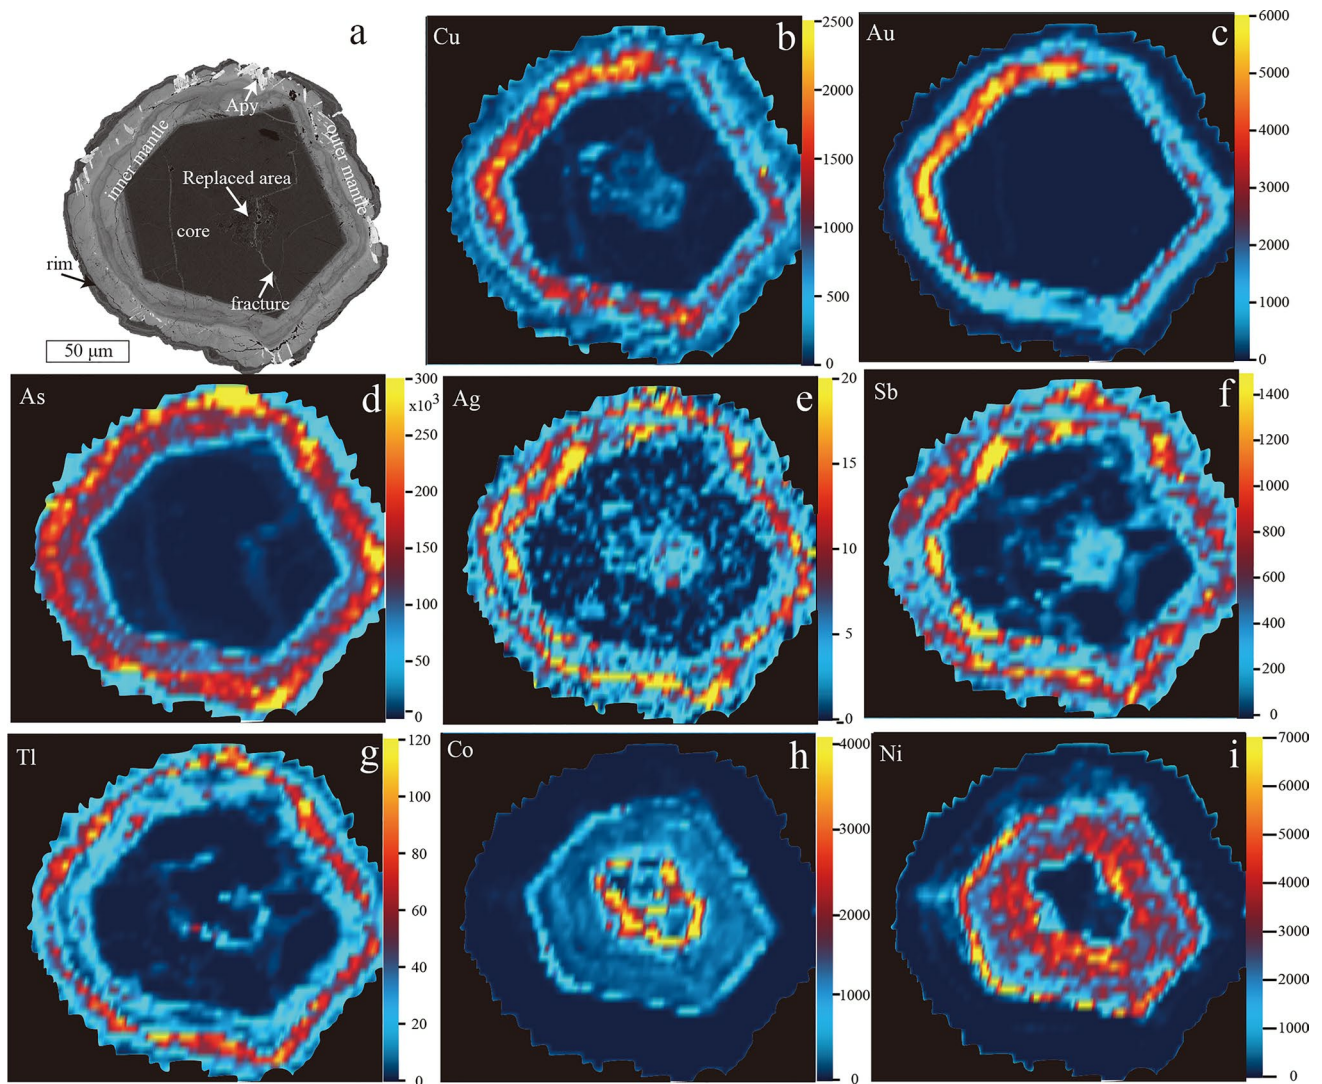 a
Apy
inner mantle
outer mantle
Replaced area
core
rim
fracture
50 μm
Cu
b
2500
2000
1500
1000
500
0
Au
c
6000
5000
4000
3000
2000
1000
0
As
d
300
x10³
250
200
150
100
50
0
Ag
e
20
15
10
5
0
Sb
f
1400
1200
1000
800
600
400
200
0
Tl
g
120
100
80
60
40
20
0
Co
h
4000
3000
2000
1000
0
Ni
i
7000
6000
5000
4000
3000
2000
1000
0